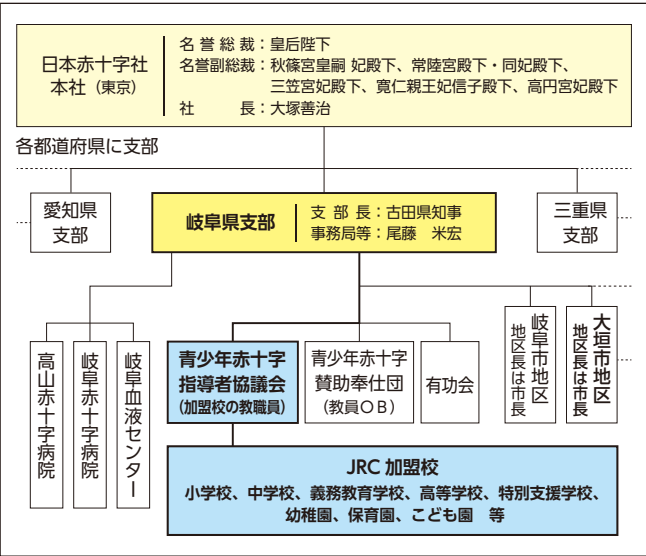 日本赤十字社
本社（東京）
名誉総裁：皇后陛下
名誉副総裁：秋篠宮皇嗣 妃殿下、常陸宮殿下・同妃殿下、
三笠宮妃殿下、寛仁親王妃信子殿下、高円宮妃殿下
社　　長：大塚善治
各都道府県に支部
愛知県
支部
岐阜県支部
支 部 長：古田県知事
事務局等：尾藤　米宏
三重県
支部
高山赤十字病院
岐阜赤十字病院
岐阜血液センター
青少年赤十字
指導者協議会
(加盟校の教職員)
青少年赤十字
賛助奉仕団
（教員ＯＢ）
有功会
岐阜市地区
地区長は市長
大垣市地区
地区長は市長
JRC 加盟校
小学校、中学校、義務教育学校、高等学校、特別支援学校、
幼稚園、保育園、こども園　等